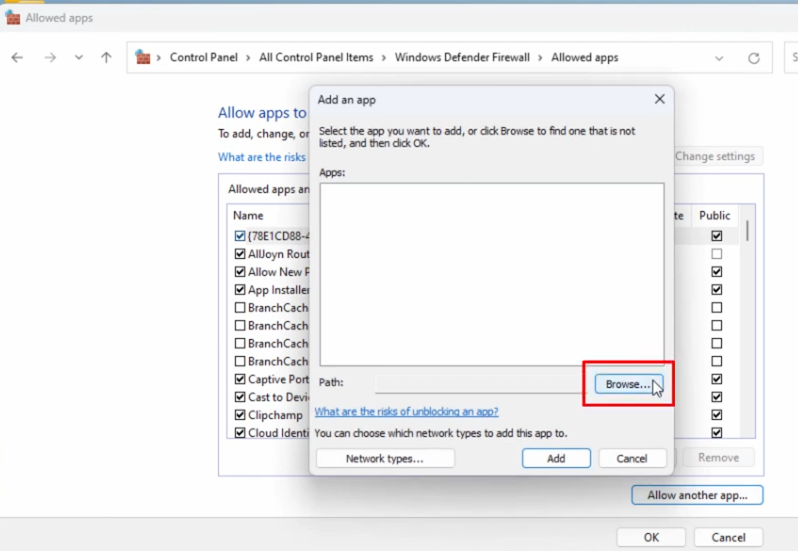 Allowed apps
Control Panel > All Control Panel Items > Windows Defender Firewall > Allowed apps
Allow apps to
To add, change, or
What are the risks
Change settings
Allowed apps an
Name
te Public
{78E1CD88-4
AllJoyn Rout
Allow New P
App Installer
BranchCach
BranchCach
BranchCach
BranchCach
Captive Port
Cast to Devi
Clipchamp
Cloud Identi
Add an app
Select the app you want to add, or click Browse to find one that is not
listed, and then click OK.
Apps:
Path:
Browse...
What are the risks of unblocking an app?
You can choose which network types to add this app to.
Network types...
Add
Cancel
Remove
Allow another app...
OK
Cancel